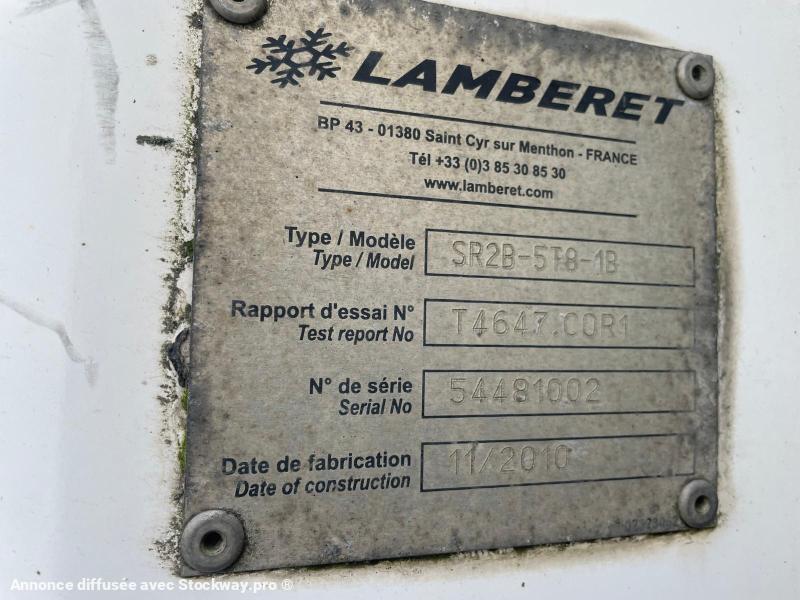 LAMBERET
BP 43 - 01380 Saint Cyr sur Menthon - FRANCE
Tél +33 (0)3 85 30 85 30
www.lamberet.com
Type / Modèle
Type / Model
SR2B-5T8-1B
Rapport d'essai N°
Test report No
T4647.COR1
N° de série
Serial No
54481002
Date de fabrication
Date of construction
11/2010
Annonce diffusée avec Stockway.pro ®